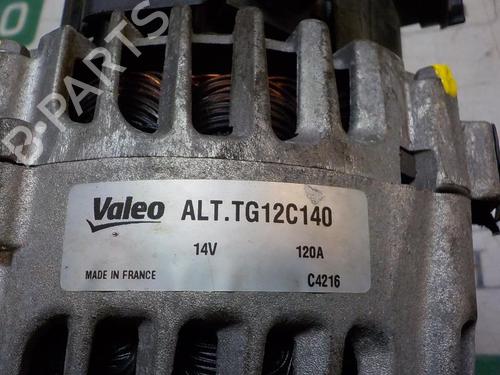 B-PARTS
Valeo ALT.TG12C140
14V 120A
MADE IN FRANCE C4216